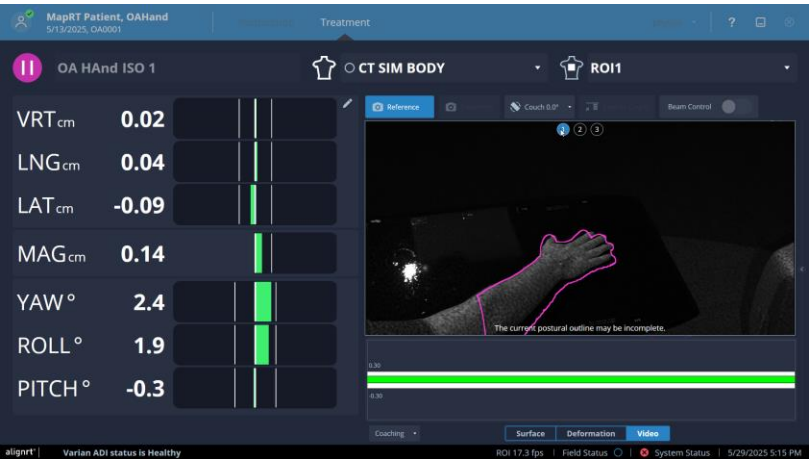 MapRT Patient, OAHand
5/13/2025, OA0001
Treatment
?
OA HAnd ISO 1
CT SIM BODY
ROI1
VRT cm 0.02
LNG cm 0.04
LAT cm -0.09
MAG cm 0.14
YAW ° 2.4
ROLL ° 1.9
PITCH ° -0.3
Reference
Couch 0.0°
Beam Control
1 2 3
The current postural outline may be incomplete.
0.30
-0.30
Coaching
Surface Deformation Video
alignrt® Varian ADI status is Healthy ROI 17.3 fps Field Status System Status 5/29/2025 5:15 PM